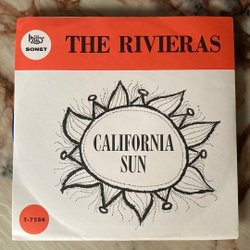 SONET
THE RIVIERAS
CALIFORNIA
SUN
T-7584